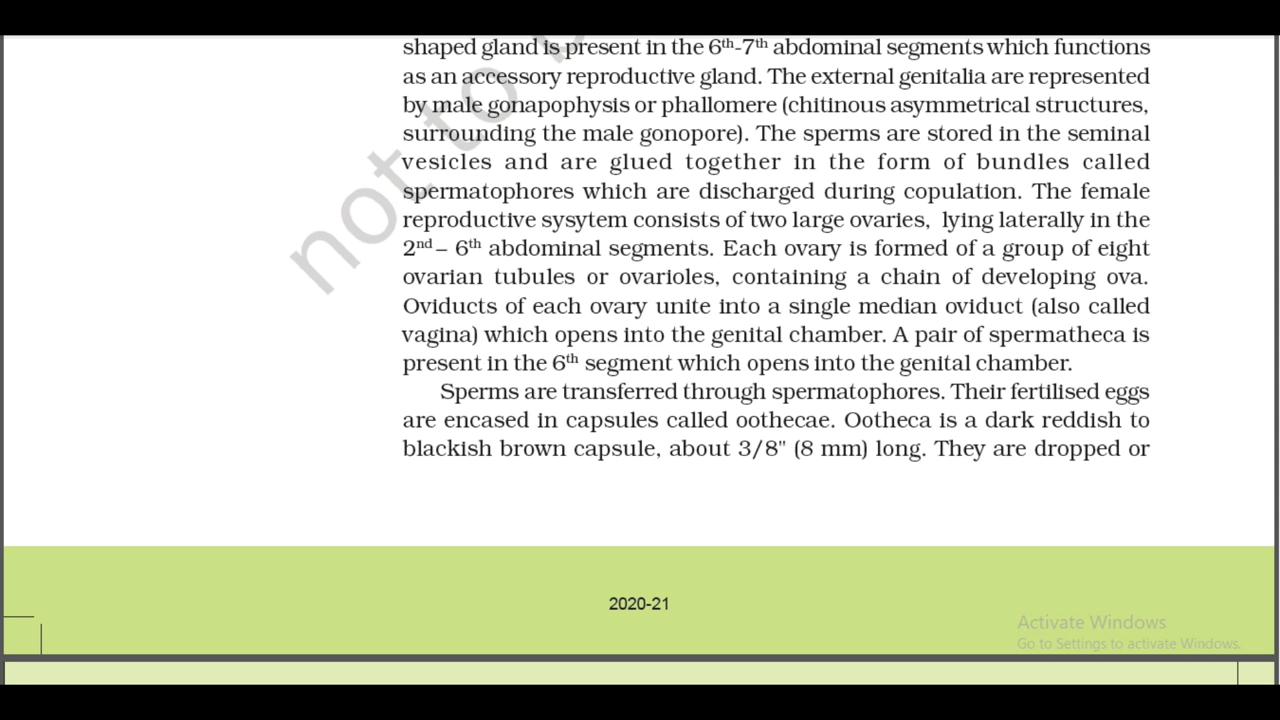 shaped gland is present in the 6th-7th abdominal segments which functions
as an accessory reproductive gland. The external genitalia are represented
by male gonapophysis or phallomere (chitinous asymmetrical structures,
surrounding the male gonopore). The sperms are stored in the seminal
vesicles and are glued together in the form of bundles called
spermatophores which are discharged during copulation. The female
reproductive sysytem consists of two large ovaries, lying laterally in the
2nd – 6th abdominal segments. Each ovary is formed of a group of eight
ovarian tubules or ovarioles, containing a chain of developing ova.
Oviducts of each ovary unite into a single median oviduct (also called
vagina) which opens into the genital chamber. A pair of spermatheca is
present in the 6th segment which opens into the genital chamber.
Sperms are transferred through spermatophores. Their fertilised eggs
are encased in capsules called oothecae. Ootheca is a dark reddish to
blackish brown capsule, about 3/8" (8 mm) long. They are dropped or
not to
2020-21
Activate Windows
Go to Settings to activate Windows.